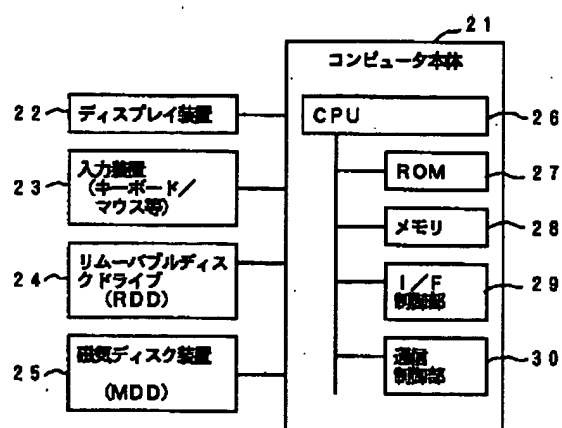 21
コンピュータ本体
22
ディスプレイ装置
23
入力装置
(キーボード/
マウス等)
24
リムーバブルディス
クドライブ
(RDD)
25
磁気ディスク装置
(MDD)
CPU
26
ROM
27
メモリ
28
I/F
制御部
29
通信
制御部
30